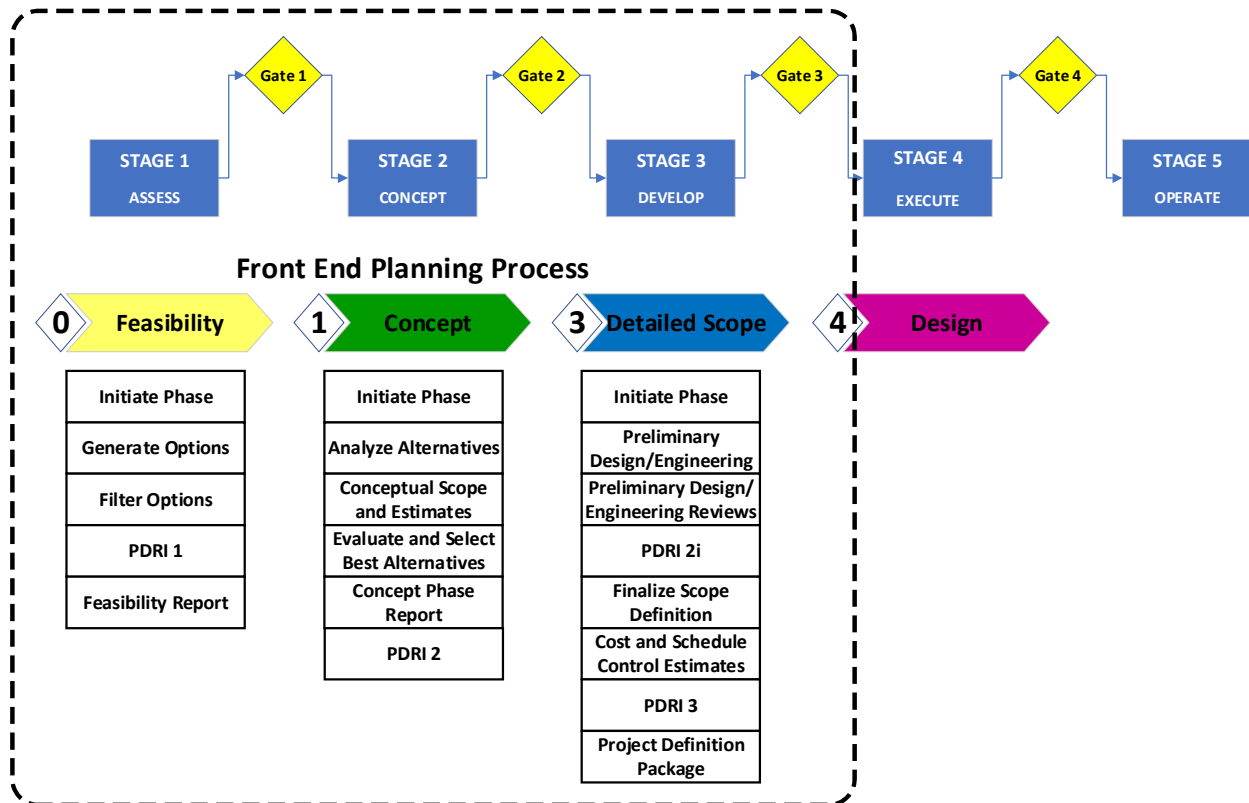 Gate 1
Gate 2
Gate 3
Gate 4
STAGE 1
ASSESS
STAGE 2
CONCEPT
STAGE 3
DEVELOP
STAGE 4
EXECUTE
STAGE 5
OPERATE
Front End Planning Process
0
Feasibility
1
Concept
3
Detailed Scope
4
Design
Initiate Phase
Generate Options
Filter Options
PDRI 1
Feasibility Report
Initiate Phase
Analyze Alternatives
Conceptual Scope
and Estimates
Evaluate and Select
Best Alternatives
Concept Phase
Report
PDRI 2
Initiate Phase
Preliminary
Design/Engineering
Preliminary Design/
Engineering Reviews
PDRI 2i
Finalize Scope
Definition
Cost and Schedule
Control Estimates
PDRI 3
Project Definition
Package